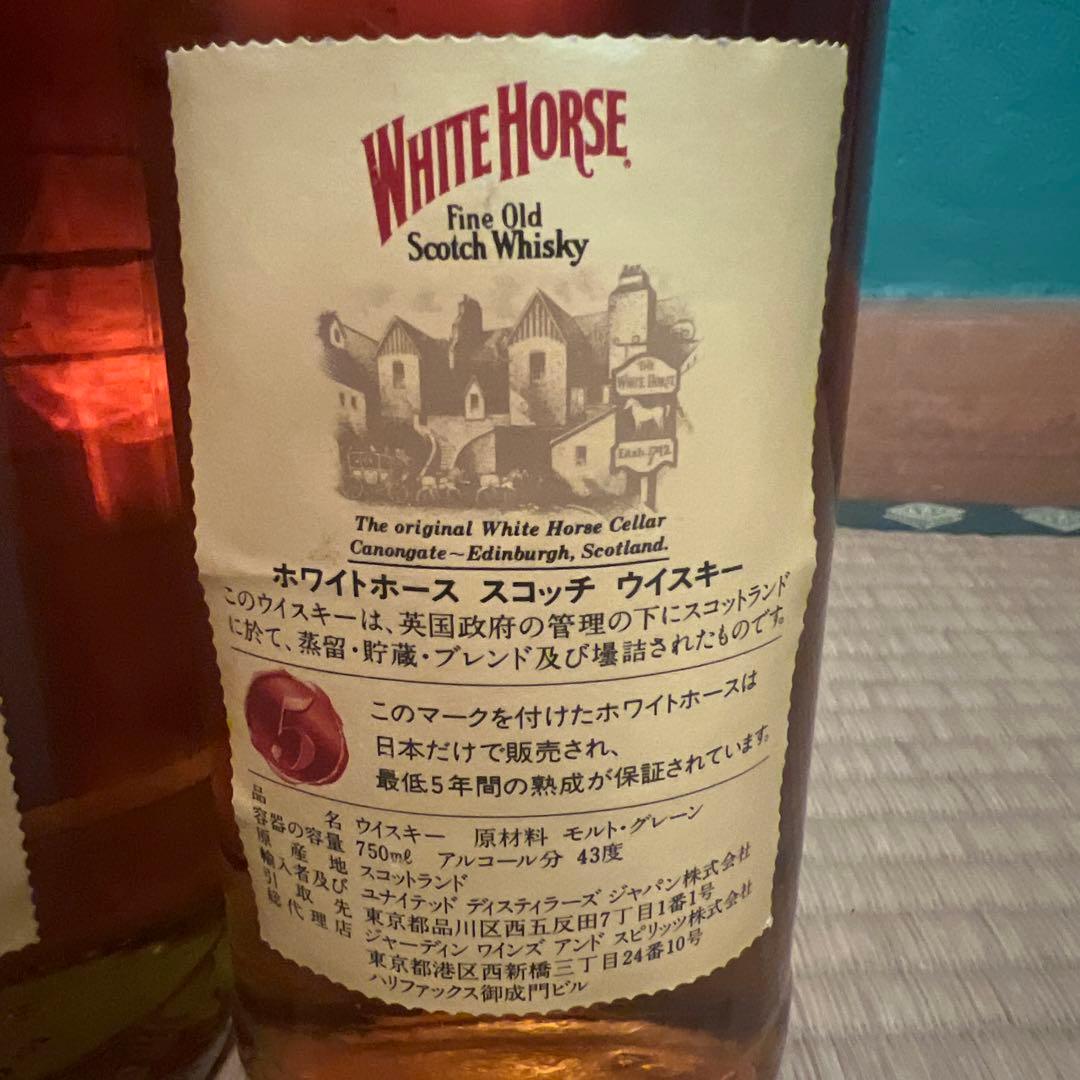 WHITE HORSE
Fine Old
Scotch Whisky
THE
WHITE HORSE
Estab. 1742
The original White Horse Cellar
Canongate~Edinburgh, Scotland.
ホワイトホース スコッチ ウイスキー
このウイスキーは、英国政府の管理の下にスコットランド
に於て、蒸留・貯蔵・ブレンド及び壜詰されたものです。
5
このマークを付けたホワイトホースは
日本だけで販売され、
最低5年間の熟成が保証されています。
品名 ウイスキー 原材料 モルト・グレーン
容器の容量 750mℓ アルコール分 43度
原産地 スコットランド
輸入者及び引取先 ユナイテッド ディスティラーズ ジャパン株式会社
東京都品川区西五反田7丁目1番1号
総代理店 ジャーディン ワインズ アンド スピリッツ株式会社
東京都港区西新橋三丁目24番10号
ハリファックス御成門ビル